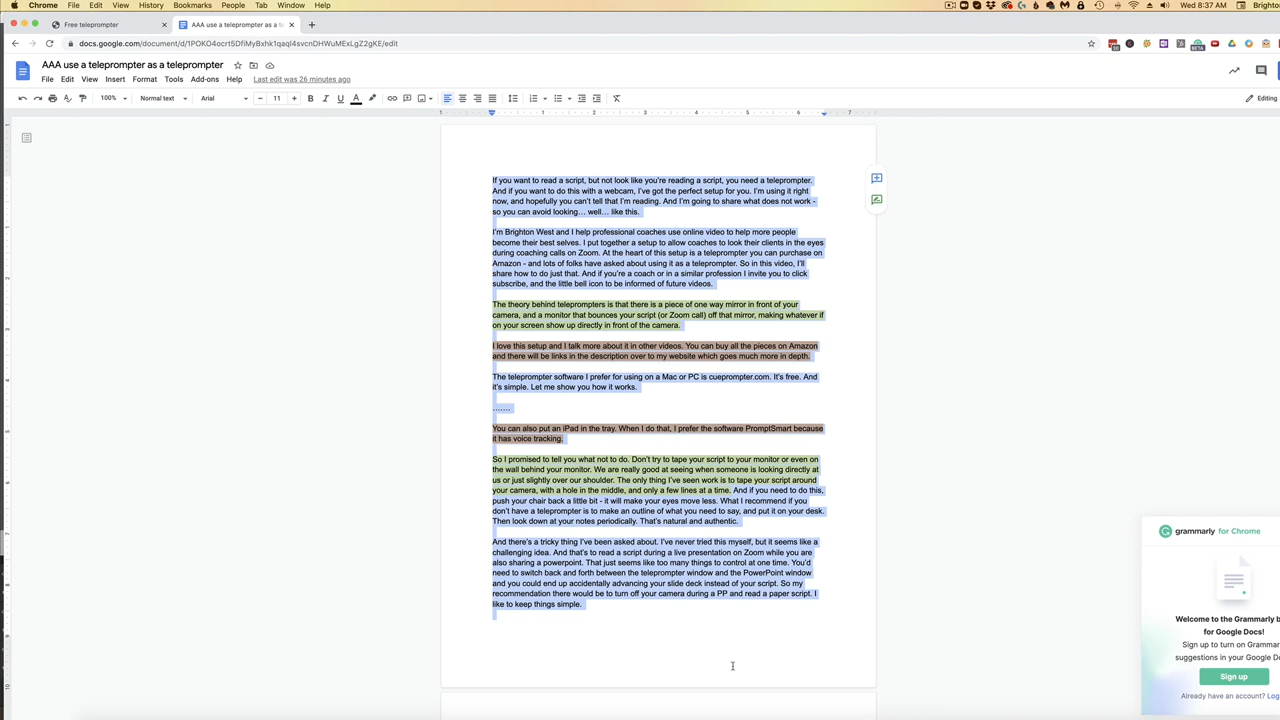 Chrome File Edit View History Bookmarks People Tab Window Help
Wed 8:37 AM Brighton
Free teleprompter
AAA use a teleprompter as a te
docs.google.com/document/d/1POKO4ocrt5DfiMyBxhk1qaql4svcnDHWuMExLgZ2gKE/edit
AAA use a teleprompter as a teleprompter
File Edit View Insert Format Tools Add-ons Help Last edit was 26 minutes ago
100% Normal text Arial 11 Editing
If you want to read a script, but not look like you're reading a script, you need a teleprompter.
And if you want to do this with a webcam, I've got the perfect setup for you. I'm using it right
now, and hopefully you can't tell that I'm reading. And I'm going to share what does not work -
so you can avoid looking… well… like this.
I'm Brighton West and I help professional coaches use online video to help more people
become their best selves. I put together a setup to allow coaches to look their clients in the eyes
during coaching calls on Zoom. At the heart of this setup is a teleprompter you can purchase on
Amazon - and lots of folks have asked about using it as a teleprompter. So in this video, I'll
share how to do just that. And if you're a coach or in a similar profession I invite you to click
subscribe, and the little bell icon to be informed of future videos.
The theory behind teleprompters is that there is a piece of one way mirror in front of your
camera, and a monitor that bounces your script (or Zoom call) off that mirror, making whatever if
on your screen show up directly in front of the camera.
I love this setup and I talk more about it in other videos. You can buy all the pieces on Amazon
and there will be links in the description over to my website which goes much more in depth.
The teleprompter software I prefer for using on a Mac or PC is cueprompter.com. It's free. And
it's simple. Let me show you how it works.
…….
You can also put an iPad in the tray. When I do that, I prefer the software PromptSmart because
it has voice tracking.
So I promised to tell you what not to do. Don't try to tape your script to your monitor or even on
the wall behind your monitor. We are really good at seeing when someone is looking directly at
us or just slightly over our shoulder. The only thing I've seen work is to tape your script around
your camera, with a hole in the middle, and only a few lines at a time. And if you need to do this,
push your chair back a little bit - it will make your eyes move less. What I recommend if you
don't have a teleprompter is to make an outline of what you need to say, and put it on your desk.
Then look down at your notes periodically. That's natural and authentic.
And there's a tricky thing I've been asked about. I've never tried this myself, but it seems like a
challenging idea. And that's to read a script during a live presentation on Zoom while you are
also sharing a powerpoint. That just seems like too many things to control at one time. You'd
need to switch back and forth between the teleprompter window and the PowerPoint window
and you could end up accidentally advancing your slide deck instead of your script. So my
recommendation there would be to turn off your camera during a PP and read a paper script. I
like to keep things simple.
grammarly for Chrome
Welcome to the Grammarly b
for Google Docs!
Sign up to turn on Gramma
suggestions in your Google Do
Sign up
Already have an account? Log